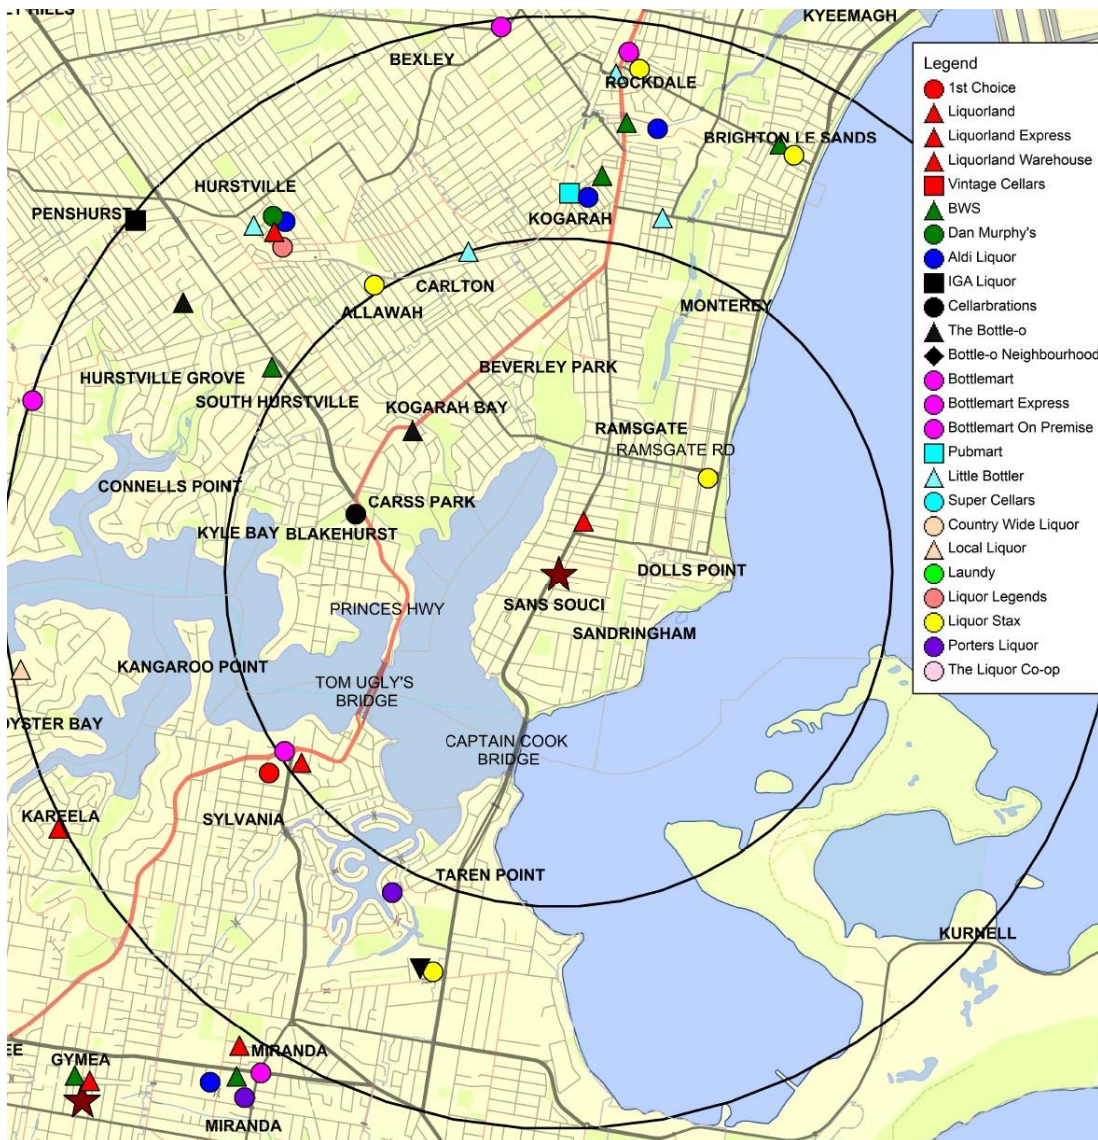 EY HILLS
KYEEMAGH
BEXLEY
ROCKDALE
BRIGHTON LE SANDS
HURSTVILLE
PENSHURST
KOGARAH
CARLTON
ALLAWAH
MONTEREY
BEVERLEY PARK
HURSTVILLE GROVE
SOUTH HURSTVILLE
KOGARAH BAY
RAMSGATE
RAMSGATE RD
CONNELLS POINT
CARSS PARK
KYLE BAY
BLAKEHURST
DOLLS POINT
SANS SOUCI
PRINCES HWY
SANDRINGHAM
KANGAROO POINT
TOM UGLY'S
BRIDGE
OYSTER BAY
CAPTAIN COOK
BRIDGE
KAREELA
SYLVANIA
TAREN POINT
KURNELL
EE
GYMEA
MIRANDA
MIRANDA
Legend
1st Choice
Liquorland
Liquorland Express
Liquorland Warehouse
Vintage Cellars
BWS
Dan Murphy's
Aldi Liquor
IGA Liquor
Cellarbrations
The Bottle-o
Bottle-o Neighbourhood
Bottlemart
Bottlemart Express
Bottlemart On Premise
Pubmart
Little Bottler
Super Cellars
Country Wide Liquor
Local Liquor
Laundy
Liquor Legends
Liquor Stax
Porters Liquor
The Liquor Co-op